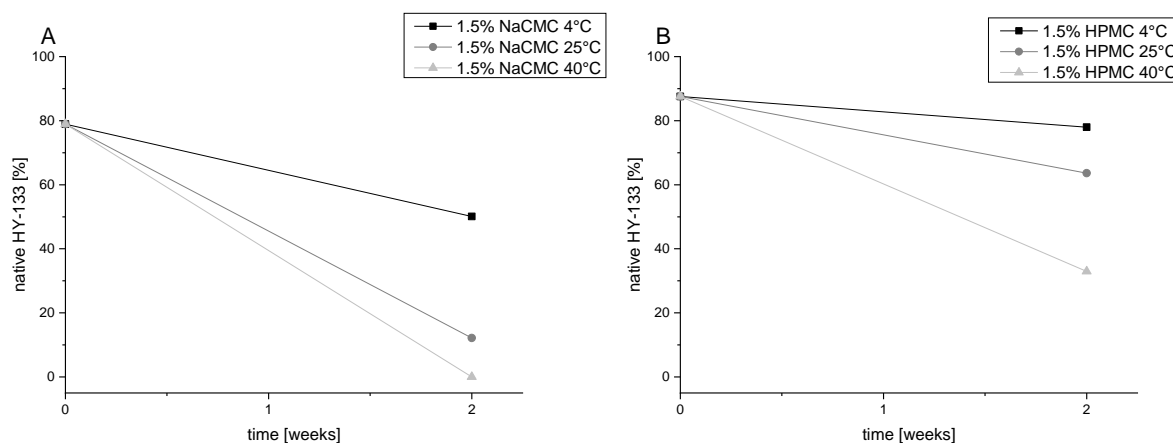 A
1.5% NaCMC 4°C
1.5% NaCMC 25°C
1.5% NaCMC 40°C
100
80
60
40
20
0
native HY-133 [%]
0
1
2
time [weeks]
B
1.5% HPMC 4°C
1.5% HPMC 25°C
1.5% HPMC 40°C
100
80
60
40
20
0
native HY-133 [%]
0
1
2
time [weeks]